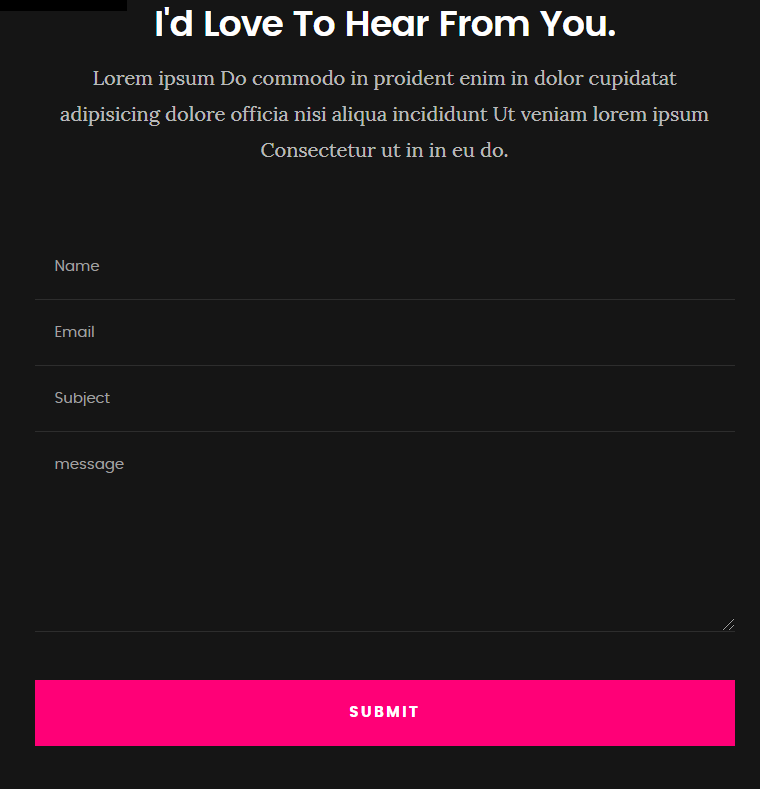 I'd Love To Hear From You.
Lorem ipsum Do commodo in proident enim in dolor cupidatat
adipisicing dolore officia nisi aliqua incididunt Ut veniam lorem ipsum
Consectetur ut in in eu do.
Name
Email
Subject
message
SUBMIT